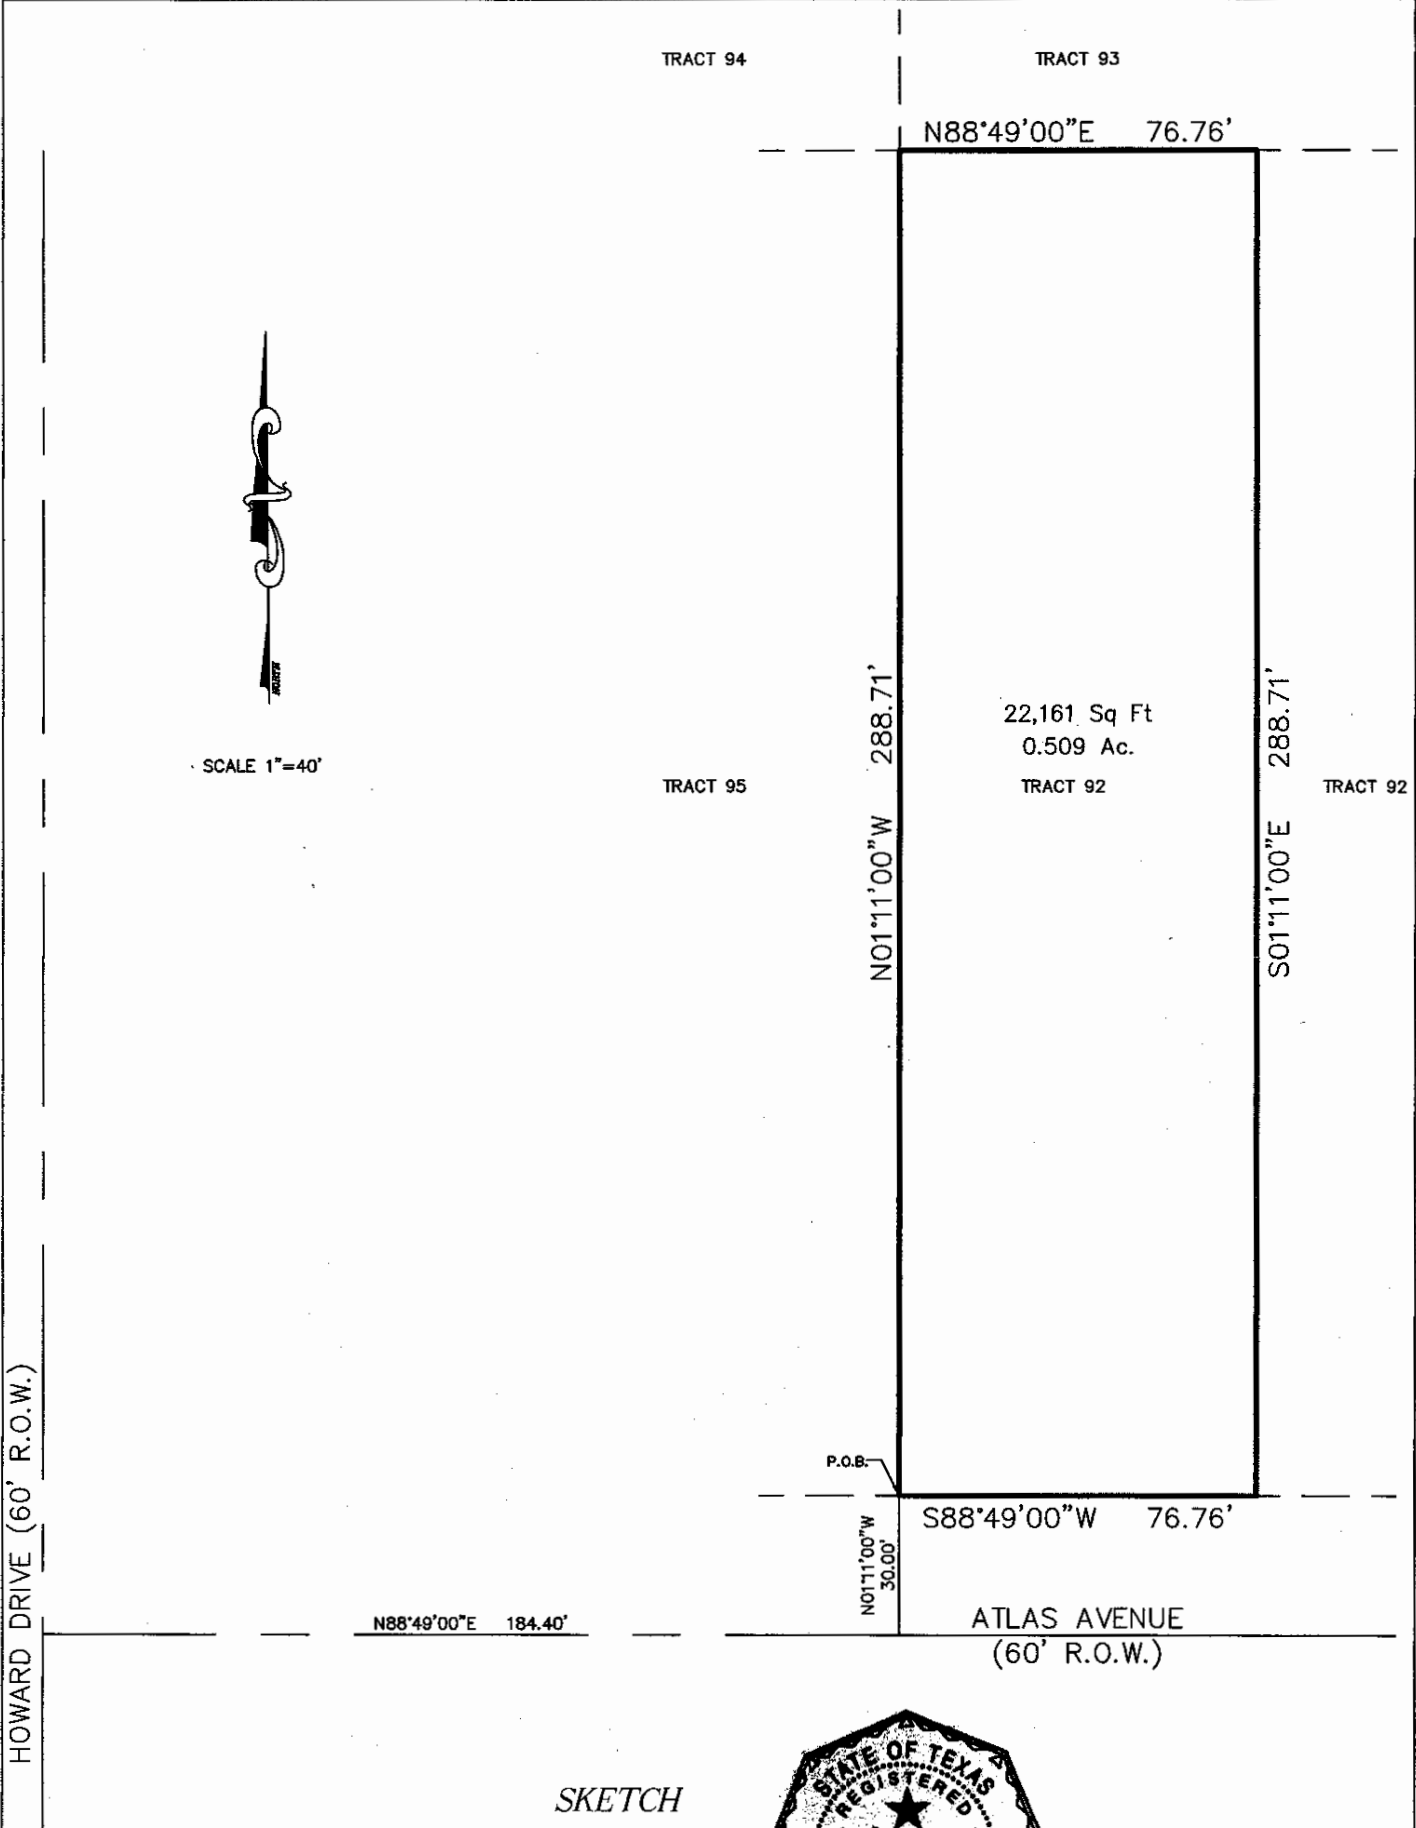 TRACT 94
TRACT 93
N88°49'00"E 76.76'
NORTH
SCALE 1"=40'
N01°11'00"W 288.71'
22,161 Sq Ft
0.509 Ac.
S01°11'00"E 288.71'
TRACT 95
TRACT 92
TRACT 92
P.O.B.
S88°49'00"W 76.76'
N01°11'00"W
30.00'
HOWARD DRIVE (60' R.O.W.)
N88°49'00"E 184.40'
ATLAS AVENUE
(60' R.O.W.)
SKETCH
STATE OF TEXAS
REGISTERED